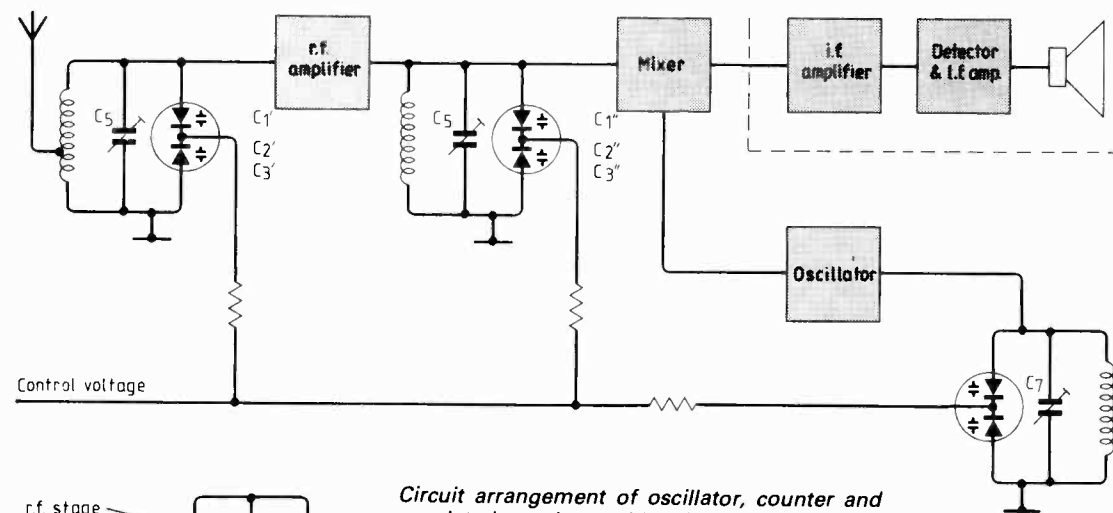 r.f. amplifier
Mixer
i.f amplifier
Detector & l.f. amp.
C5
C1'
C2'
C3'
C5
C1"
C2"
C3"
Oscillator
Control voltage
C7
r.f. stage
Circuit arrangement of oscillator, counter and